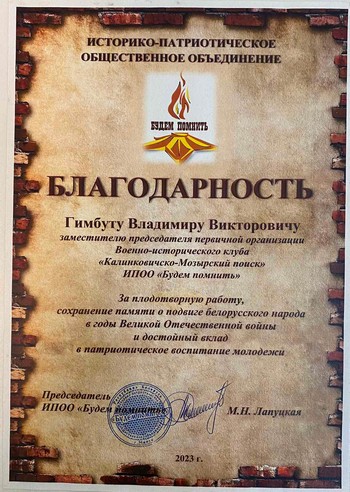 ИСТОРИКО-ПАТРИОТИЧЕСКОЕ
ОБЩЕСТВЕННОЕ ОБЪЕДИНЕНИЕ
БУДЕМ ПОМНИТЬ
БЛАГОДАРНОСТЬ
Гимбуту Владимиру Викторовичу
заместителю председателя первичной организации
Военно-исторического клуба
«Калинковичско-Мозырский поиск»
ИПОО «Будем помнить»
За плодотворную работу,
сохранение памяти о подвиге белорусского народа
в годы Великой Отечественной войны
и достойный вклад
в патриотическое воспитание молодежи
Председатель
ИПОО «Будем помнить»
М.Н. Лапуцкая
2023 г.